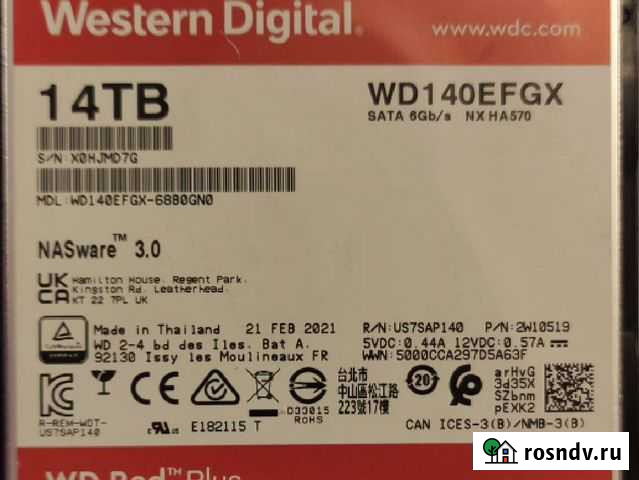 Western Digital.
www.wdc.com
14TB
WD140EFGX
SATA 6Gb/s NX HA570
S/N: X0HJMD7G
MDL: WD140EFGX-68B0GN0
NASware™ 3.0
UK CA
Hamilton House, Regent Park,
Kingston Rd, Leatherhead,
KT 22 7PL UK
Made in Thailand 21 FEB 2021
WD 2-4 bd des Iles. Bat A.
92130 Issy les Moulineaux FR
R/N: US7SAP140 P/N: 2W10519
5VDC: 0.44A 12VDC: 0.57A
WWN: 5000CCA297D5A63F
台北市
中山區松江路
223號17樓
20
arHvG
3d35X
SZbnm
pEXK2
D33015
RoHS
R-REM-WDT-
US7SAP140
E182115 T
CAN ICES-3(B)/NMB-3(B)
WD Red™ Plus
rosndv.ru